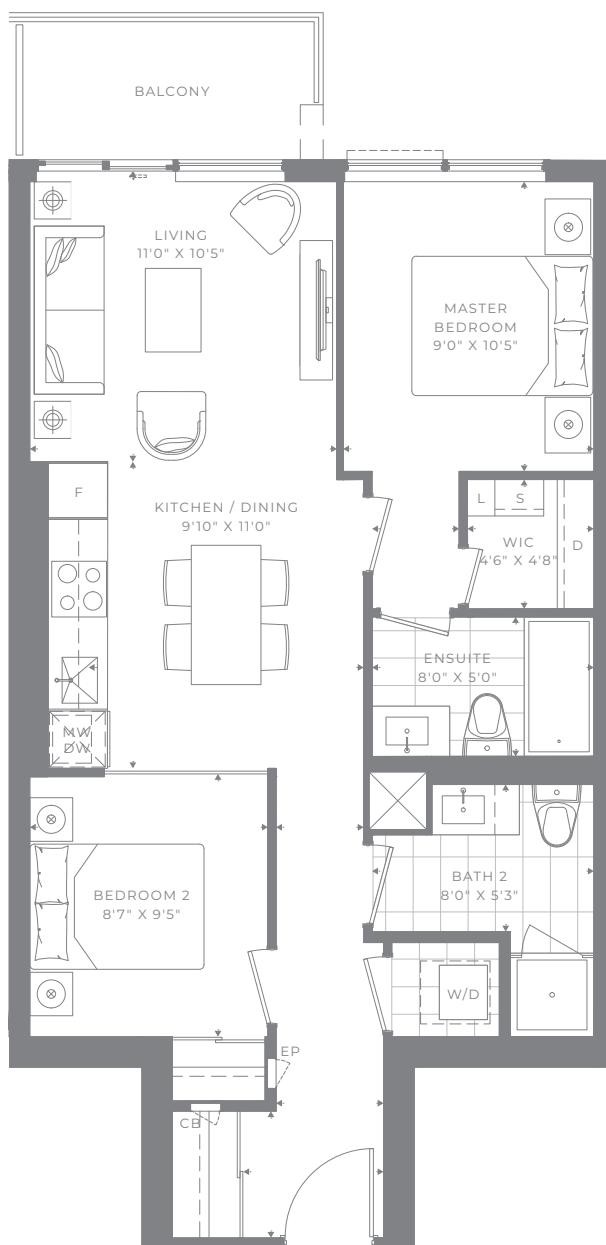 BALCONY
LIVING
11'0" X 10'5"
MASTER
BEDROOM
9'0" X 10'5"
F
KITCHEN / DINING
9'10" X 11'0"
L
S
WIC
4'6" X 4'8"
D
ENSUITE
8'0" X 5'0"
MW
DW
BEDROOM 2
8'7" X 9'5"
BATH 2
8'0" X 5'3"
W/D
EP
CB